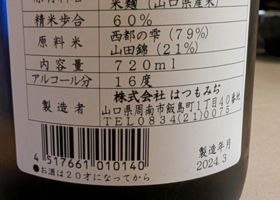 米麹（山口県産米）
精米歩合 60%
原料米 西都の雫（79%）
山田錦（21%）
内容量 720ml
アルコール分 16度
製造者 株式会社はつもみぢ
山口県周南市飯島町1丁目40番地
TEL0834(21)0075
4 517661 010140
製造年月
2024.3
●お酒は20才になってから